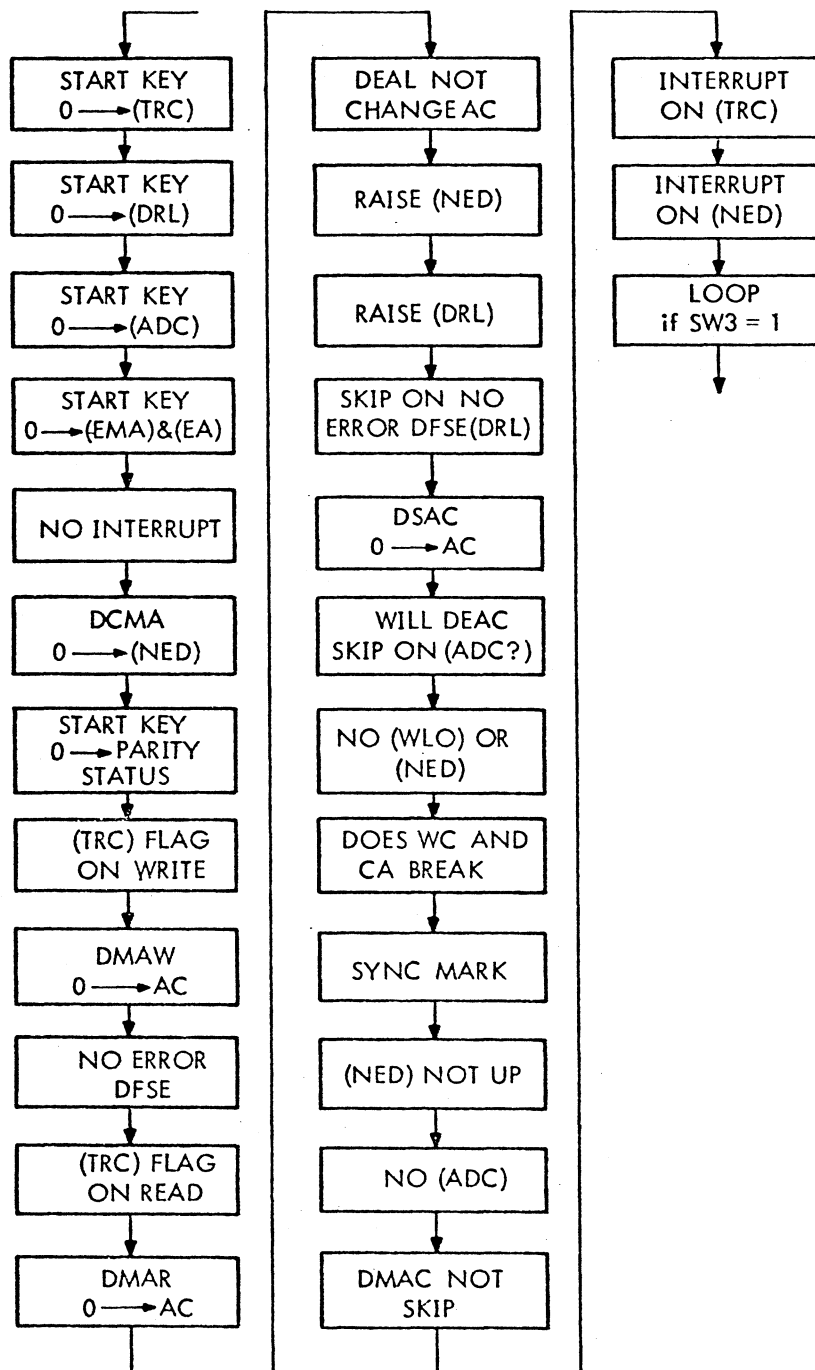 START KEY
0 → (TRC)
START KEY
0 → (DRL)
START KEY
0 → (ADC)
START KEY
0 → (EMA)&(EA)
NO INTERRUPT
DCMA
0 → (NED)
START KEY
0 → PARITY
STATUS
(TRC) FLAG
ON WRITE
DMAW
0 → AC
NO ERROR
DFSE
(TRC) FLAG
ON READ
DMAR
0 → AC
DEAL NOT
CHANGE AC
RAISE (NED)
RAISE (DRL)
SKIP ON NO
ERROR DFSE(DRL)
DSAC
0 → AC
WILL DEAC
SKIP ON (ADC?)
NO (WLO) OR
(NED)
DOES WC AND
CA BREAK
SYNC MARK
(NED) NOT UP
NO (ADC)
DMAC NOT
SKIP
INTERRUPT
ON (TRC)
INTERRUPT
ON (NED)
LOOP
if SW3 = 1